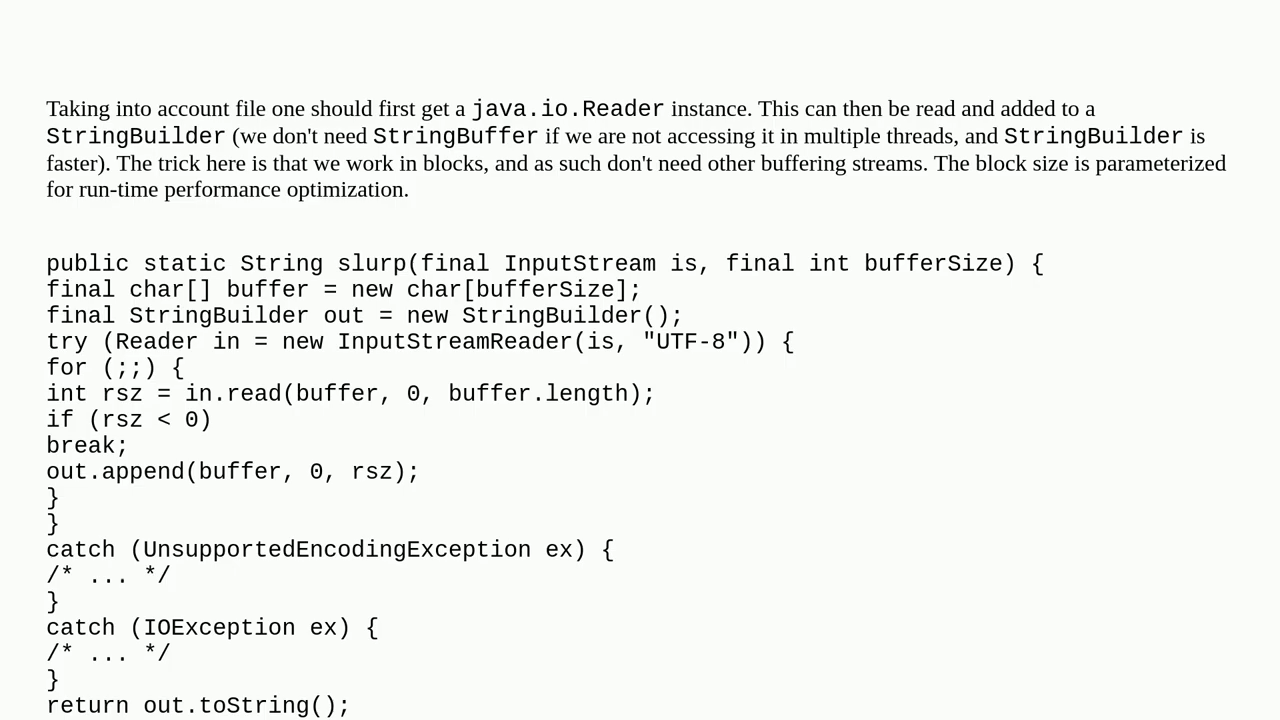 Taking into account file one should first get a java.io.Reader instance. This can then be read and added to a
StringBuilder (we don't need StringBuffer if we are not accessing it in multiple threads, and StringBuilder is
faster). The trick here is that we work in blocks, and as such don't need other buffering streams. The block size is parameterized
for run-time performance optimization.
public static String slurp(final InputStream is, final int bufferSize) {
final char[] buffer = new char[bufferSize];
final StringBuilder out = new StringBuilder();
try (Reader in = new InputStreamReader(is, "UTF-8")) {
for (;;) {
int rsz = in.read(buffer, 0, buffer.length);
if (rsz < 0)
break;
out.append(buffer, 0, rsz);
}
}
catch (UnsupportedEncodingException ex) {
/* ... */
}
catch (IOException ex) {
/* ... */
}
return out.toString();